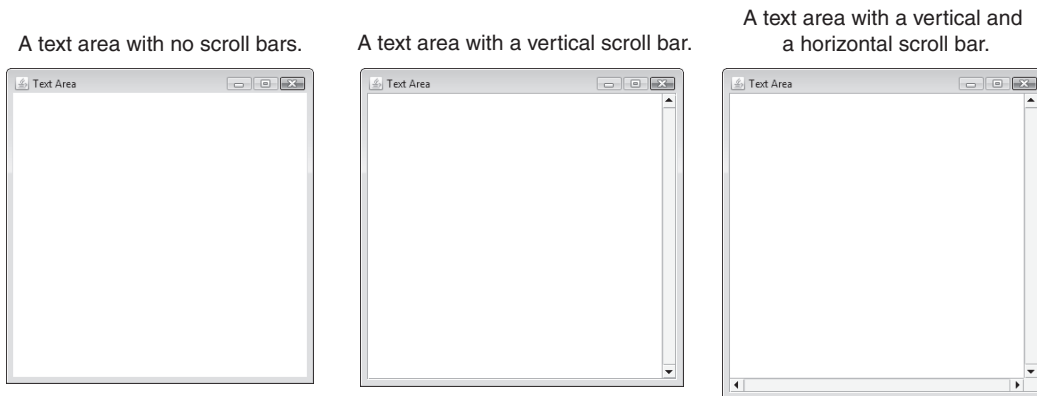 A text area with no scroll bars.
Text Area
A text area with a vertical scroll bar.
Text Area
A text area with a vertical and
a horizontal scroll bar.
Text Area